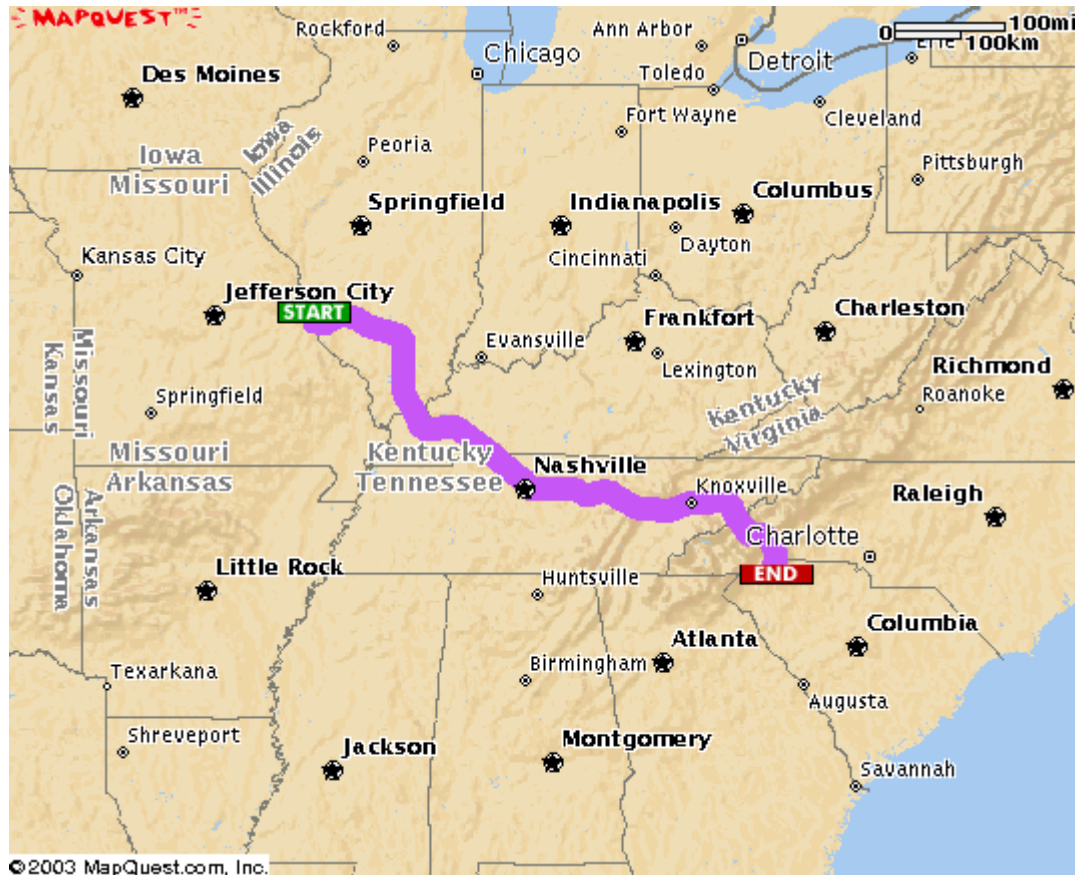 MAPQUEST™
0 100mi
100km
Rockford
Ann Arbor
Chicago
Detroit
Erie
Des Moines
Toledo
Fort Wayne
Cleveland
Iowa
Illinois
Peoria
Iowa
Missouri
Pittsburgh
Springfield
Indianapolis
Columbus
Dayton
Kansas City
Cincinnati
Jefferson City
START
Charleston
Frankfort
Missouri
Kansas
Evansville
Lexington
Richmond
Roanoke
Springfield
Kentucky
Virginia
Missouri
Arkansas
Kentucky
Tennessee
Nashville
Knoxville
Raleigh
Arkansas
Oklahoma
Charlotte
Little Rock
END
Huntsville
Columbia
Atlanta
Birmingham
Texarkana
Augusta
Shreveport
Jackson
Montgomery
Savannah
©2003 MapQuest.com, Inc.